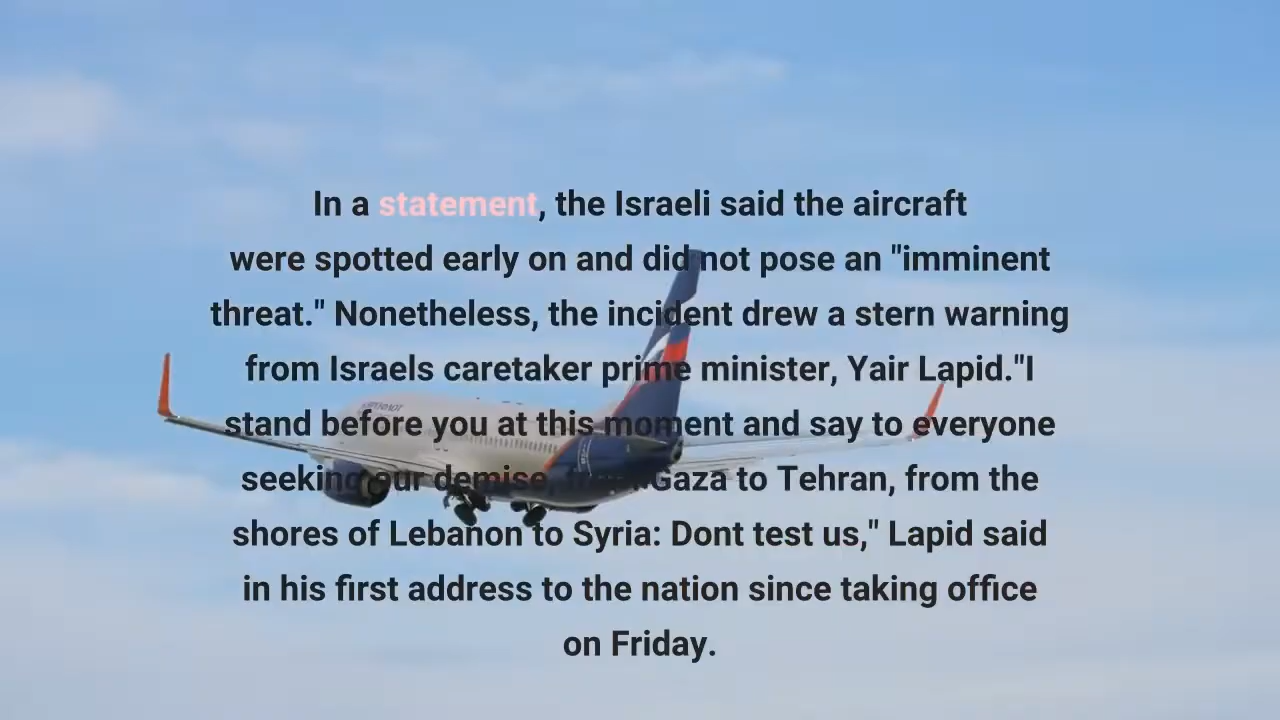 In a statement, the Israeli said the aircraft
were spotted early on and did not pose an "imminent
threat." Nonetheless, the incident drew a stern warning
from Israels caretaker prime minister, Yair Lapid."I
stand before you at this moment and say to everyone
seeking our demise, from Gaza to Tehran, from the
shores of Lebanon to Syria: Dont test us," Lapid said
in his first address to the nation since taking office
on Friday.